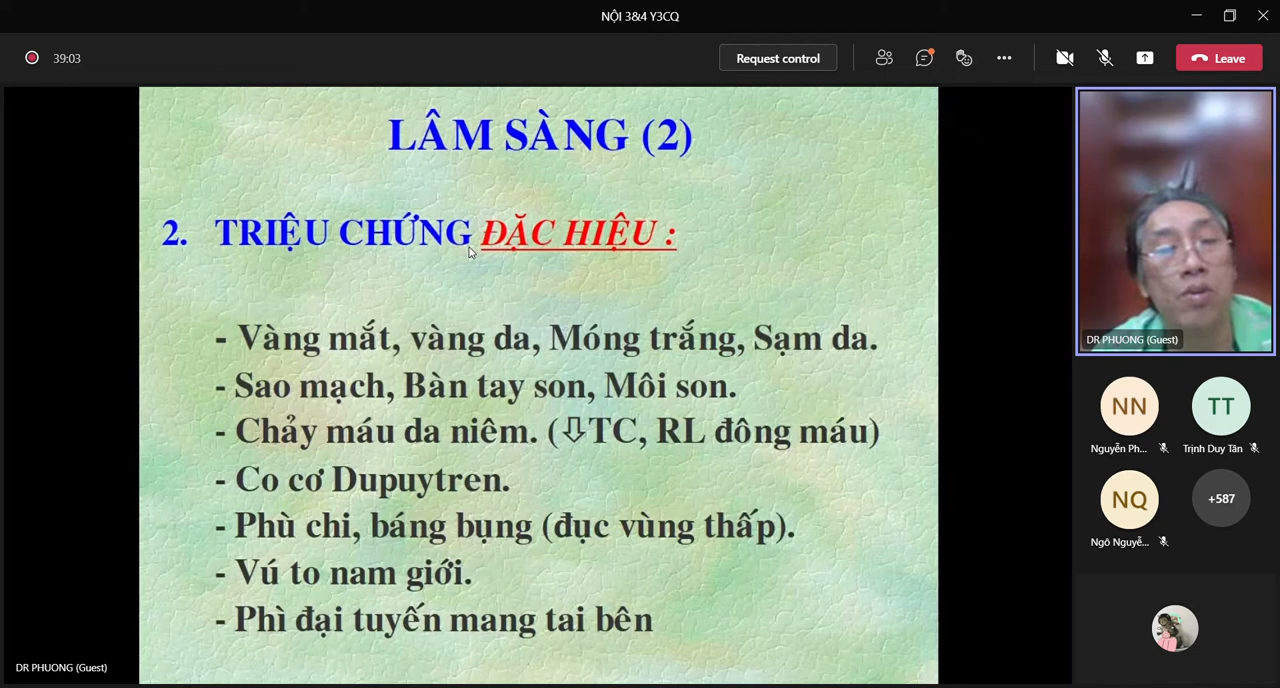 NỘI 3&4 Y3CQ
39:03
Request control
Leave
LÂM SÀNG (2)
2. TRIỆU CHỨNG ĐẶC HIỆU :
- Vàng mắt, vàng da, Móng trắng, Sạm da.
- Sao mạch, Bàn tay son, Môi son.
- Chảy máu da niêm. (⇩TC, RL đông máu)
- Co cơ Dupuytren.
- Phù chi, báng bụng (đục vùng thấp).
- Vú to nam giới.
- Phì đại tuyến mang tai bên
DR PHUONG (Guest)
DR PHUONG (Guest)
NN
TT
Nguyễn Ph...
Trịnh Duy Tân
NQ
+587
Ngô Nguyễ...